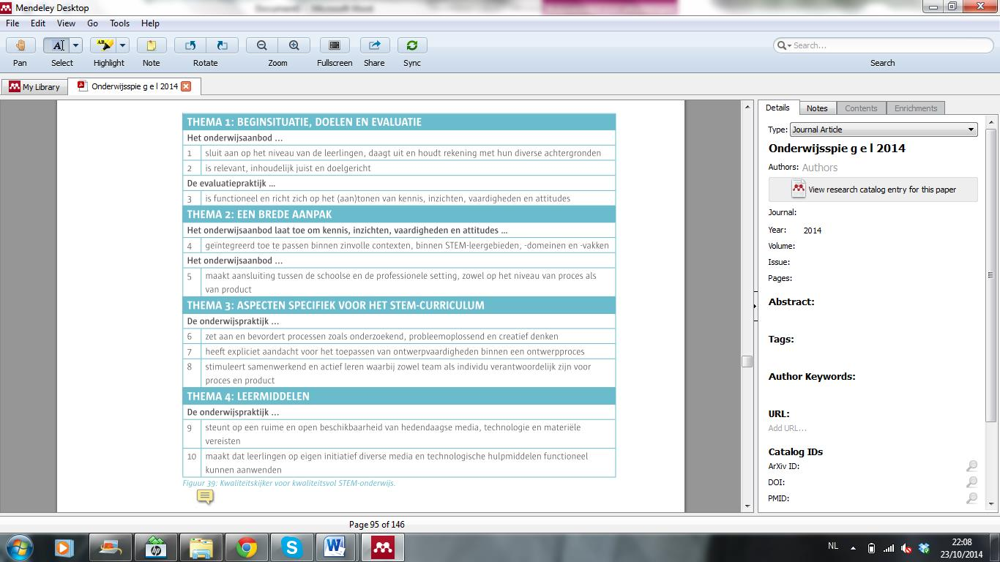 Mendeley Desktop
File Edit View Go Tools Help
Pan Select Highlight Note Rotate Zoom Fullscreen Share Sync
Search...
Search
My Library
Onderwijsspie g e l 2014
THEMA 1: BEGINSITUATIE, DOELEN EN EVALUATIE
Het onderwijsaanbod ...
1 sluit aan op het niveau van de leerlingen, daagt uit en houdt rekening met hun diverse achtergronden
2 is relevant, inhoudelijk juist en doelgericht
De evaluatiepraktijk ...
3 is functioneel en richt zich op het (aan)tonen van kennis, inzichten, vaardigheden en attitudes
THEMA 2: EEN BREDE AANPAK
Het onderwijsaanbod laat toe om kennis, inzichten, vaardigheden en attitudes ...
4 geïntegreerd toe te passen binnen zinvolle contexten, binnen STEM-leergebieden, -domeinen en -vakken
Het onderwijsaanbod ...
5 maakt aansluiting tussen de schoolse en de professionele setting, zowel op het niveau van proces als
van product
THEMA 3: ASPECTEN SPECIFIEK VOOR HET STEM-CURRICULUM
De onderwijspraktijk ...
6 zet aan en bevordert processen zoals onderzoekend, probleemoplossend en creatief denken
7 heeft expliciet aandacht voor het toepassen van ontwerpvaardigheden binnen een ontwerpproces
8 stimuleert samenwerkend en actief leren waarbij zowel team als individu verantwoordelijk zijn voor
proces en product
THEMA 4: LEERMIDDELEN
De onderwijspraktijk ...
9 steunt op een ruime en open beschikbaarheid van hedendaagse media, technologie en materiële
vereisten
10 maakt dat leerlingen op eigen initiatief diverse media en technologische hulpmiddelen functioneel
kunnen aanwenden
Figuur 39: Kwaliteitskijker voor kwaliteitsvol STEM-onderwijs.
Details Notes Contents Enrichments
Type: Journal Article
Onderwijsspie g e l 2014
Authors: Authors
View research catalog entry for this paper
Journal:
Year: 2014
Volume:
Issue:
Pages:
Abstract:
Tags:
Author Keywords:
URL:
Add URL...
Catalog IDs
ArXiv ID:
DOI:
PMID:
Page 95 of 146
NL
22:08
23/10/2014